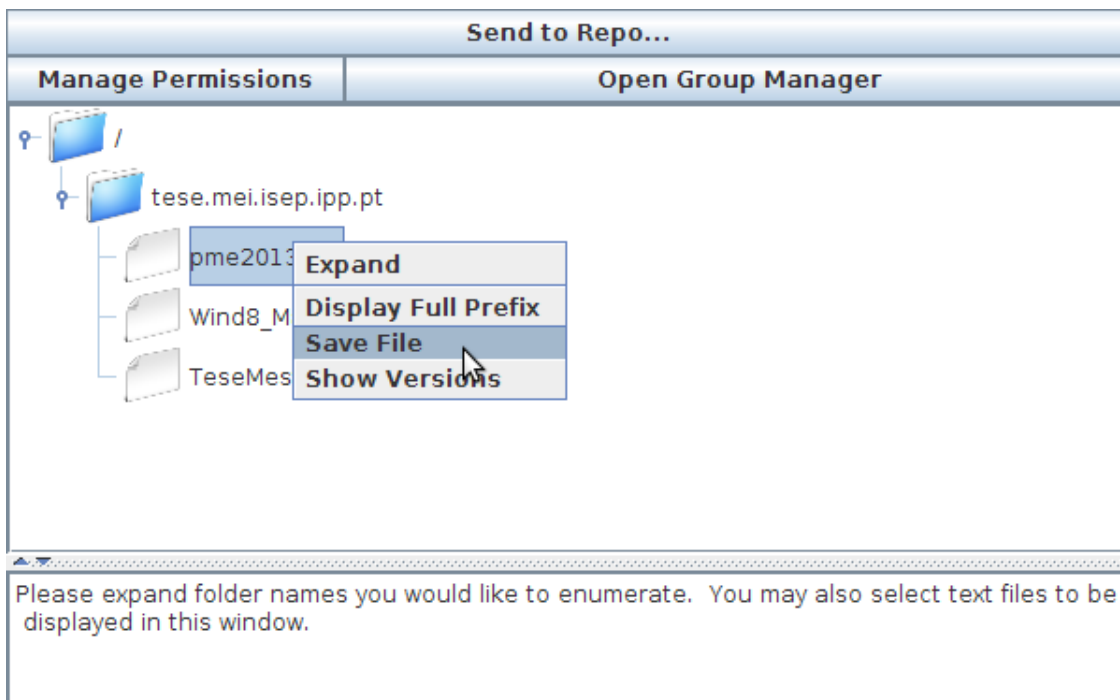 Send to Repo...
Manage Permissions
Open Group Manager
/
tese.mei.isep.ipp.pt
pme2013
Expand
Display Full Prefix
Wind8_M
Save File
TeseMes
Show Versions
Please expand folder names you would like to enumerate.  You may also select text files to be
displayed in this window.